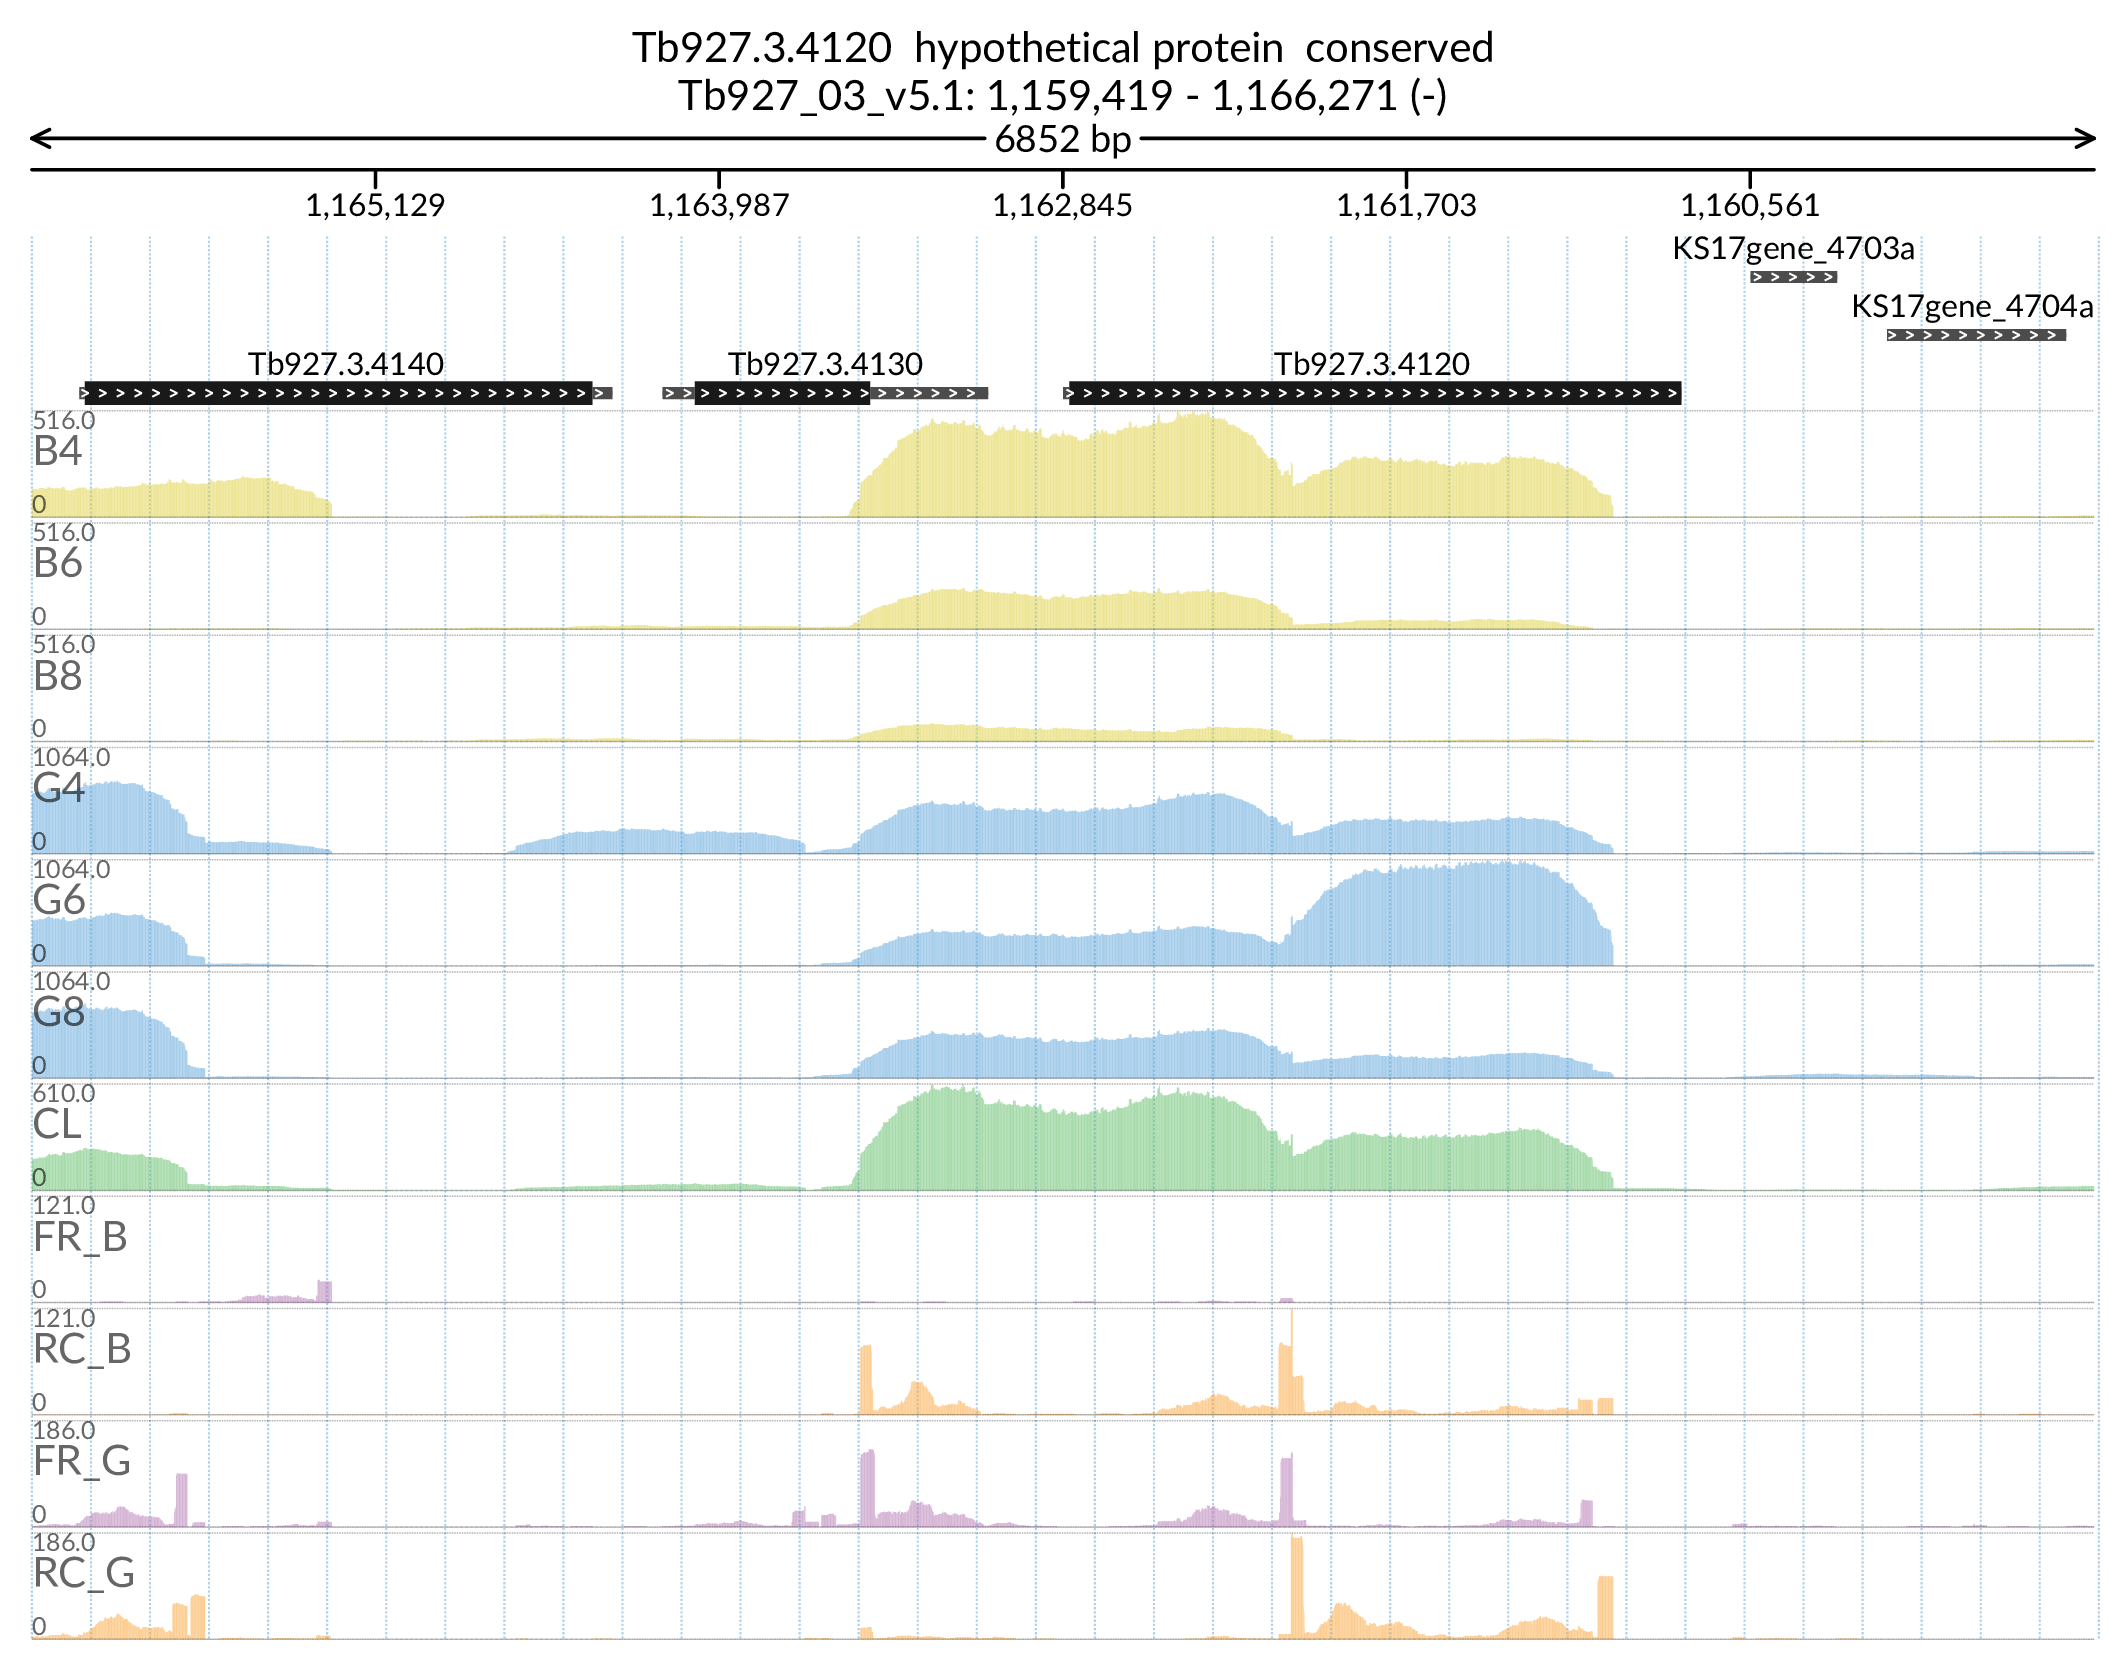 Tb927.3.4120  hypothetical protein  conserved
Tb927_03_v5.1: 1,159,419 - 1,166,271 (-)
6852 bp
1,165,129 1,163,987 1,162,845 1,161,703 1,160,561
KS17gene_4703a
KS17gene_4704a
Tb927.3.4140 Tb927.3.4130 Tb927.3.4120
516.0
B4
0
516.0
B6
0
516.0
B8
0
1064.0
G4
0
1064.0
G6
0
1064.0
G8
0
610.0
CL
0
121.0
FR_B
0
121.0
RC_B
0
186.0
FR_G
0
186.0
RC_G
0